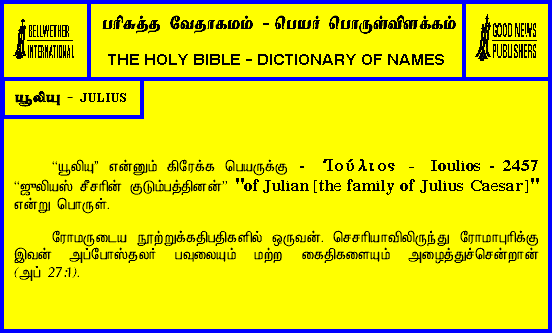 BELLWETHER
INTERNATIONAL
பரிசுத்த வேதாகமம் - பெயர் பொருள்விளக்கம்
THE HOLY BIBLE - DICTIONARY OF NAMES
GOOD NEWS
PUBLISHERS
யூலியு - JULIUS
“யூலியு” என்னும் கிரேக்க பெயருக்கு - Ἰούλιος - Ioulios - 2457
“ஜுலியஸ் சீசரின் குடும்பத்தினன்” "of Julian [the family of Julius Caesar]"
என்று பொருள்.
ரோமருடைய நூற்றுக்கதிபதிகளில் ஒருவன். செசரியாவிலிருந்து ரோமாபுரிக்கு
இவன் அப்போஸ்தலர் பவுலையும் மற்ற கைதிகளையும் அழைத்துச்சென்றான்
(அப் 27:1).